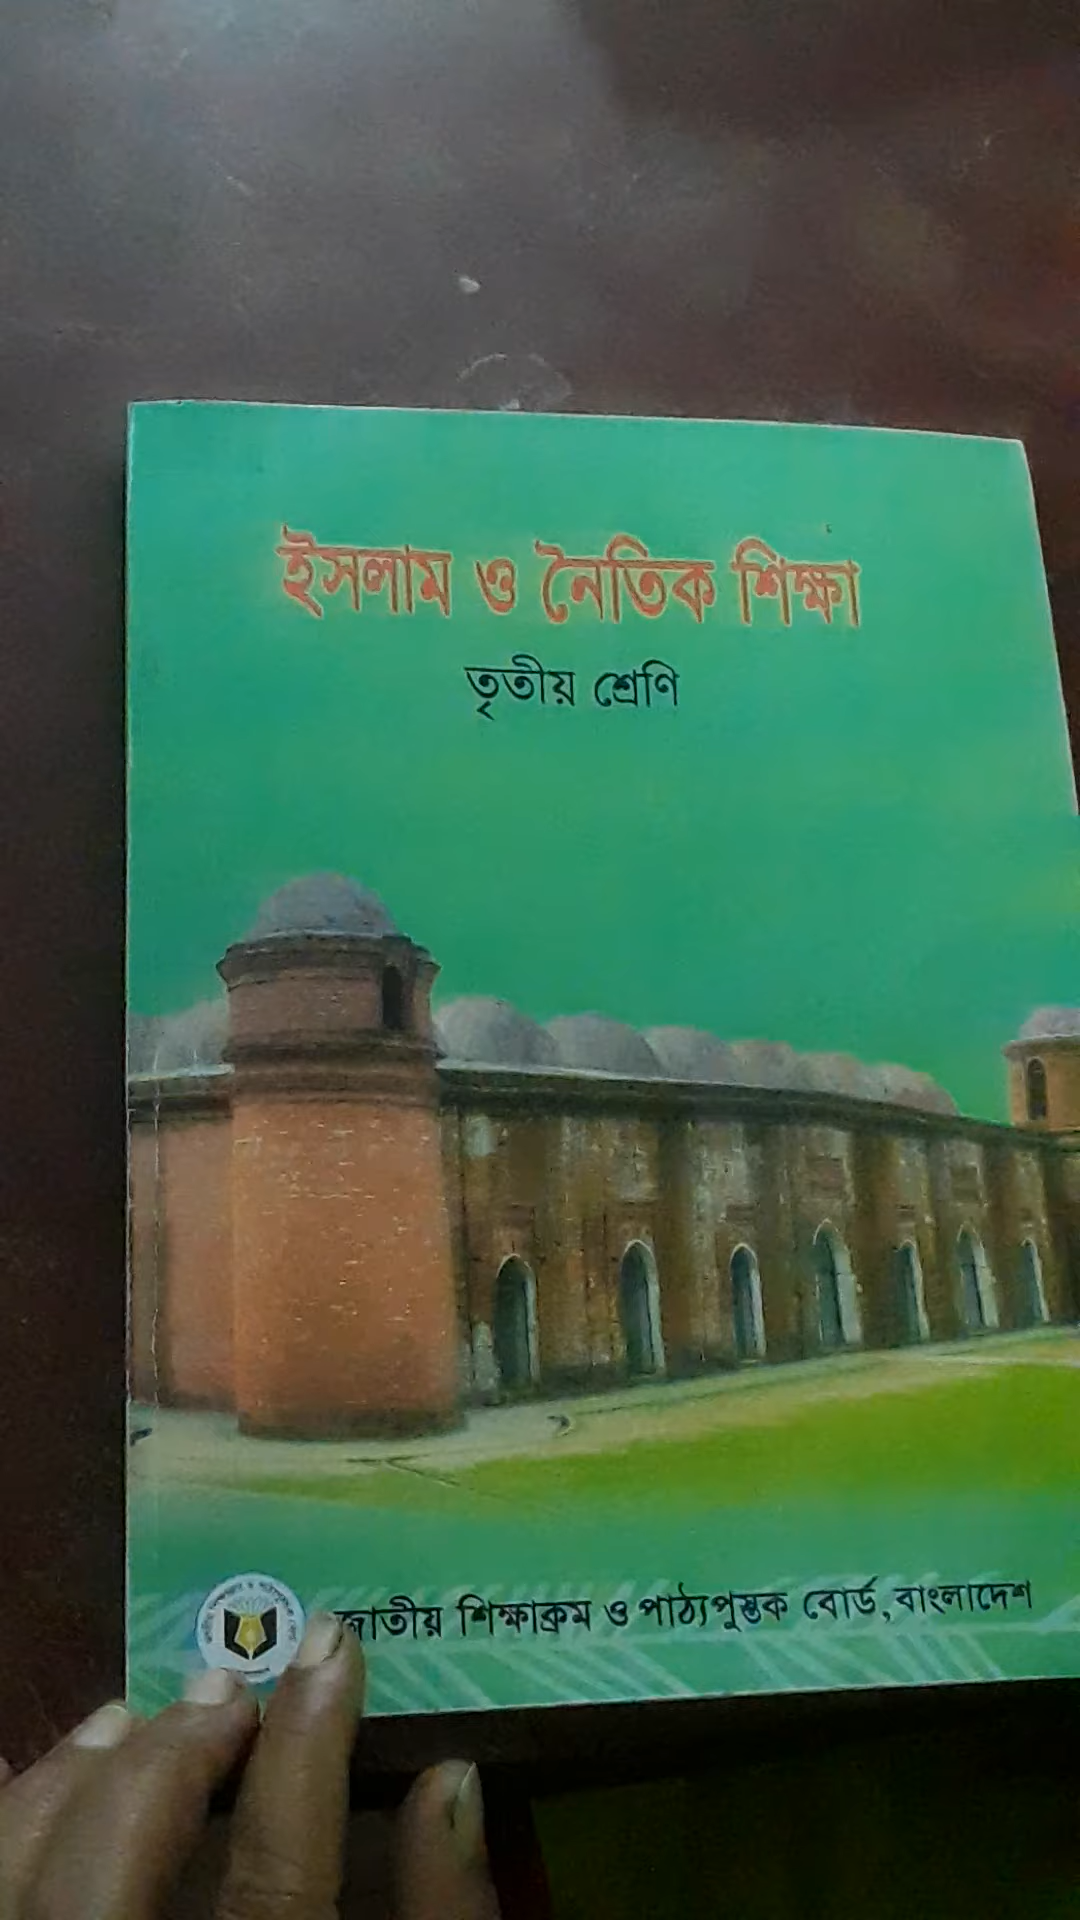 ইসলাম ও নৈতিক শিক্ষা
তৃতীয় শ্রেণি
জাতীয় শিক্ষাক্রম ও পাঠ্যপুস্তক বোর্ড, বাংলাদেশ